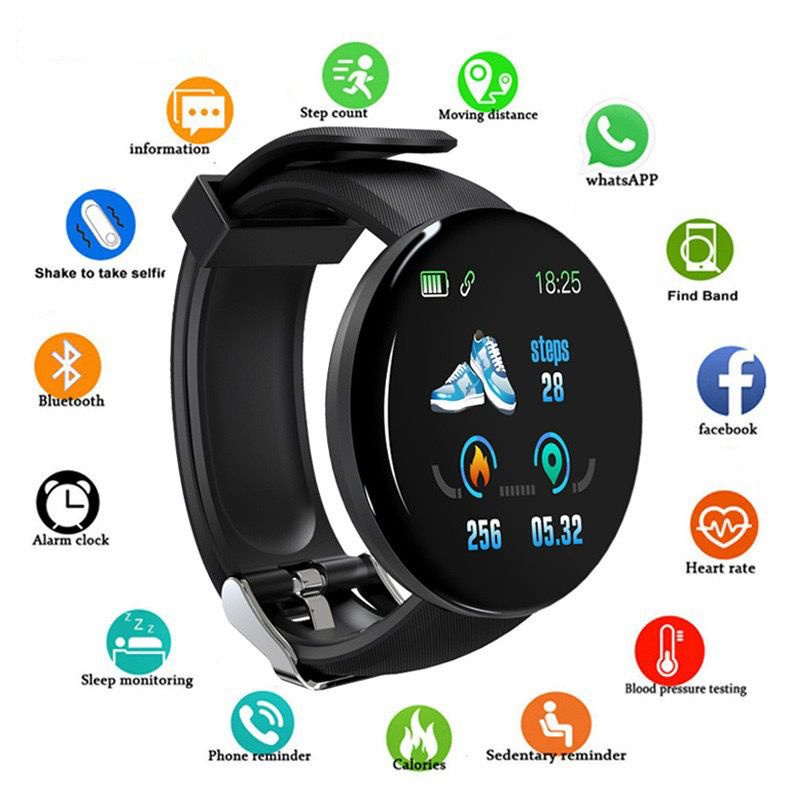 Step count
Moving distance
information
whatsAPP
Shake to take selfie
Find Band
18:25
steps
28
Bluetooth
facebook
256
05.32
Alarm clock
Heart rate
zZZ
Sleep monitoring
Blood pressure testing
Phone reminder
Calories
Sedentary reminder